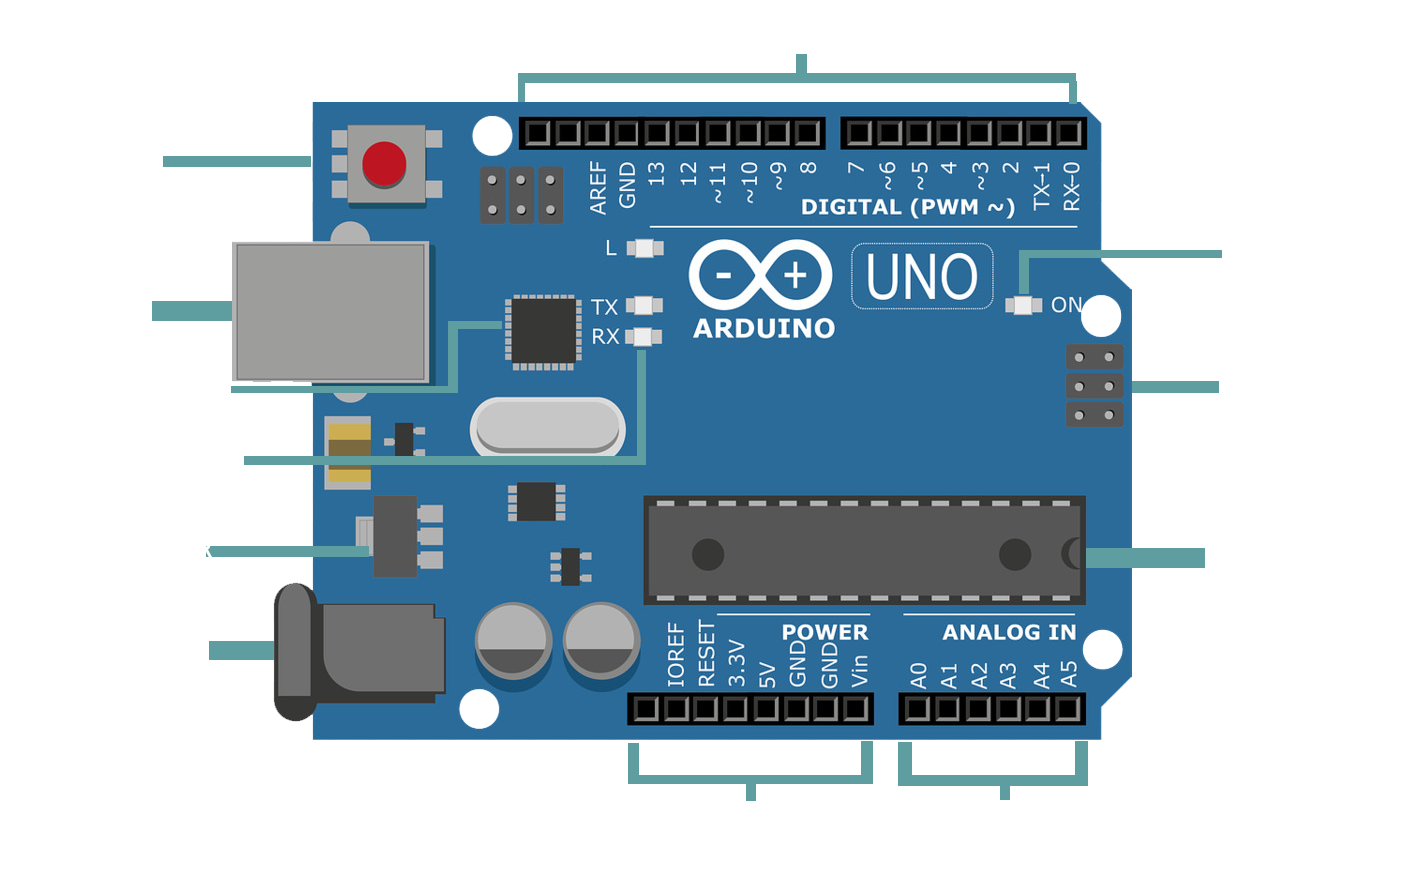 AREF GND 13 12 ~11 ~10 ~9 8 7 ~6 ~5 4 ~3 2 TX-1 RX-0
DIGITAL (PWM ~)
L
TX
RX
- +
ARDUINO
UNO
ON
POWER
ANALOG IN
IOREF RESET 3.3V 5V GND GND Vin A0 A1 A2 A3 A4 A5